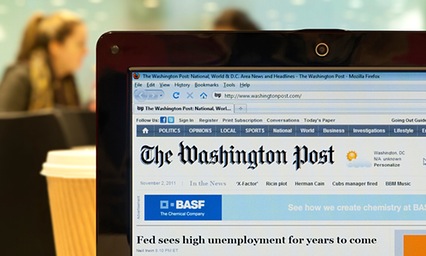 The Washington Post: National, World & D.C. Area News and Headlines - The Washington Post - Mozilla Firefox
File Edit View History Bookmarks Tools Help
http://www.washingtonpost.com/
The Washington Post: National, Worl...
Follow Us: Sign In Register Print Subscription Conversations Today's Paper Going Out Guide
POLITICS OPINIONS LOCAL SPORTS National World Business Investigations Lifestyle
The Washington Post
Washington, DC
N/A unknown
Personalize
November 2, 2011 In the News 'X Factor' Ricin plot Herman Cain Cubs manager fired BBM Music
Advertisement
BASF
The Chemical Company
See how we create chemistry at BAS
Fed sees high unemployment for years to come